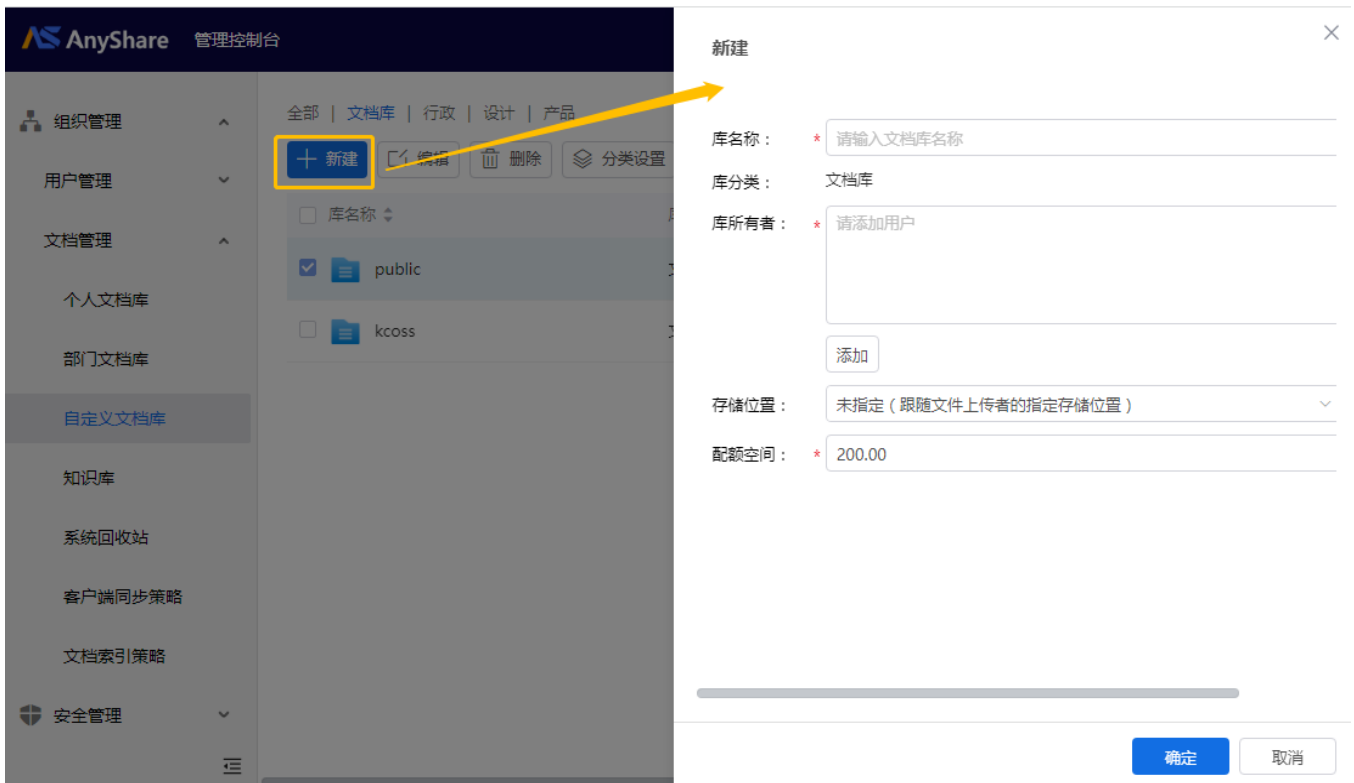 AnyShare 管理控制台
组织管理
用户管理
文档管理
个人文档库
部门文档库
自定义文档库
知识库
系统回收站
客户端同步策略
文档索引策略
安全管理
全部 | 文档库 | 行政 | 设计 | 产品
新建 编辑 删除 分类设置
库名称
public
kcoss
新建
库名称： * 请输入文档库名称
库分类： 文档库
库所有者： * 请添加用户
添加
存储位置： 未指定（跟随文件上传者的指定存储位置）
配额空间： * 200.00
确定 取消